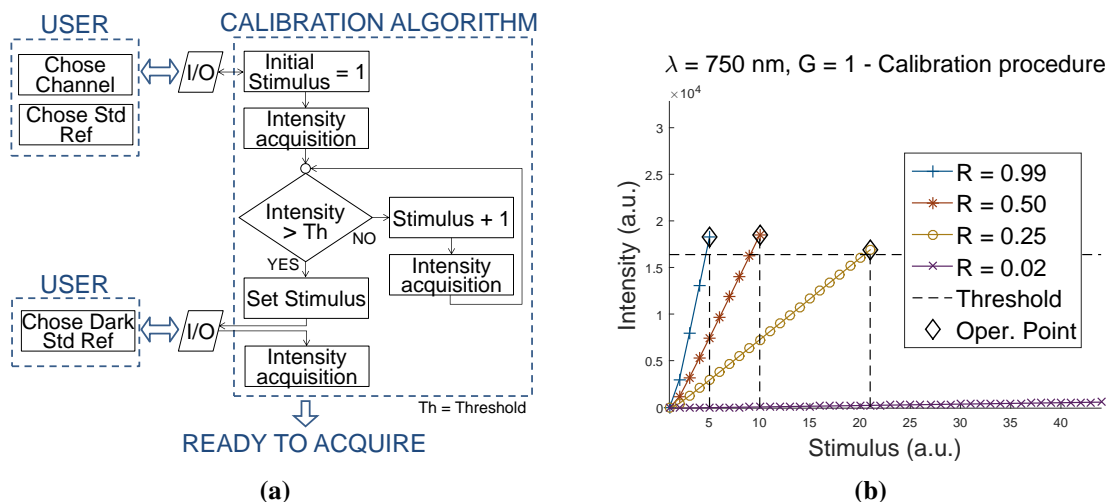 USER
Chose
Channel
Chose Std
Ref
I/O
CALIBRATION ALGORITHM
Initial
Stimulus = 1
Intensity
acquisition
Intensity
> Th
NO
YES
Stimulus + 1
Intensity
acquisition
Set Stimulus
USER
Chose Dark
Std Ref
I/O
Intensity
acquisition
Th = Threshold
READY TO ACQUIRE
(a)
λ = 750 nm, G = 1 - Calibration procedure
×10⁴
3
2.5
2
1.5
1
0.5
0
Intensity (a.u.)
5 10 15 20 25 30 35 40
Stimulus (a.u.)
R = 0.99
R = 0.50
R = 0.25
R = 0.02
Threshold
Oper. Point
(b)